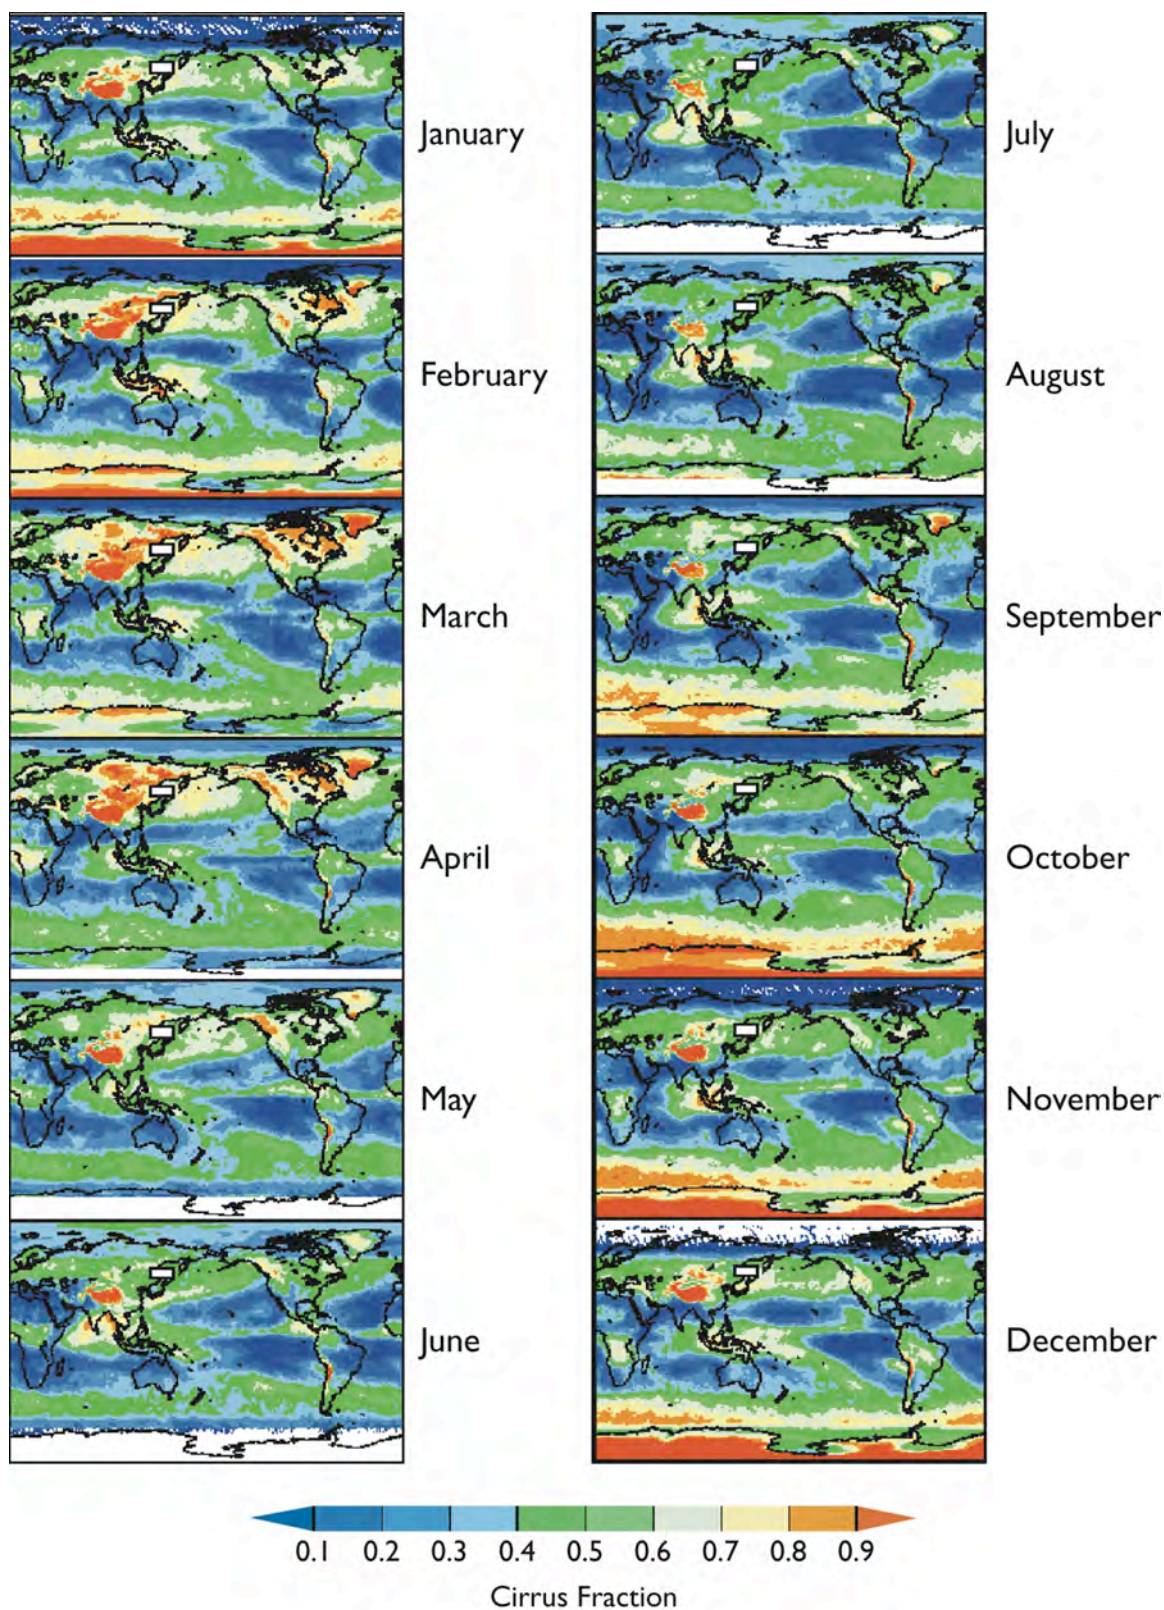 January
July
February
August
March
September
April
October
May
November
June
December
0.1 0.2 0.3 0.4 0.5 0.6 0.7 0.8 0.9
Cirrus Fraction